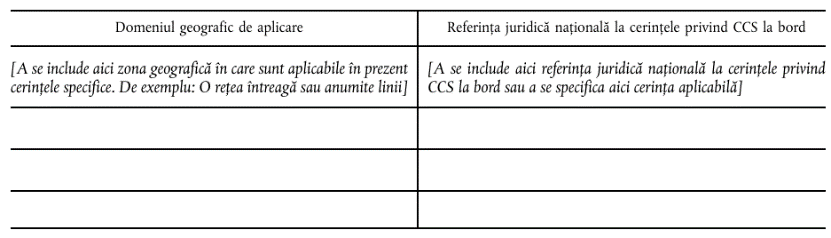 Domeniul geografic de aplicare
Referința juridică națională la cerințele privind CCS la bord
[A se include aici zona geografică în care sunt aplicabile în prezent
cerințele specifice. De exemplu: O rețea întreagă sau anumite linii]
[A se include aici referința juridică națională la cerințele privind
CCS la bord sau a se specifica aici cerința aplicabilă]